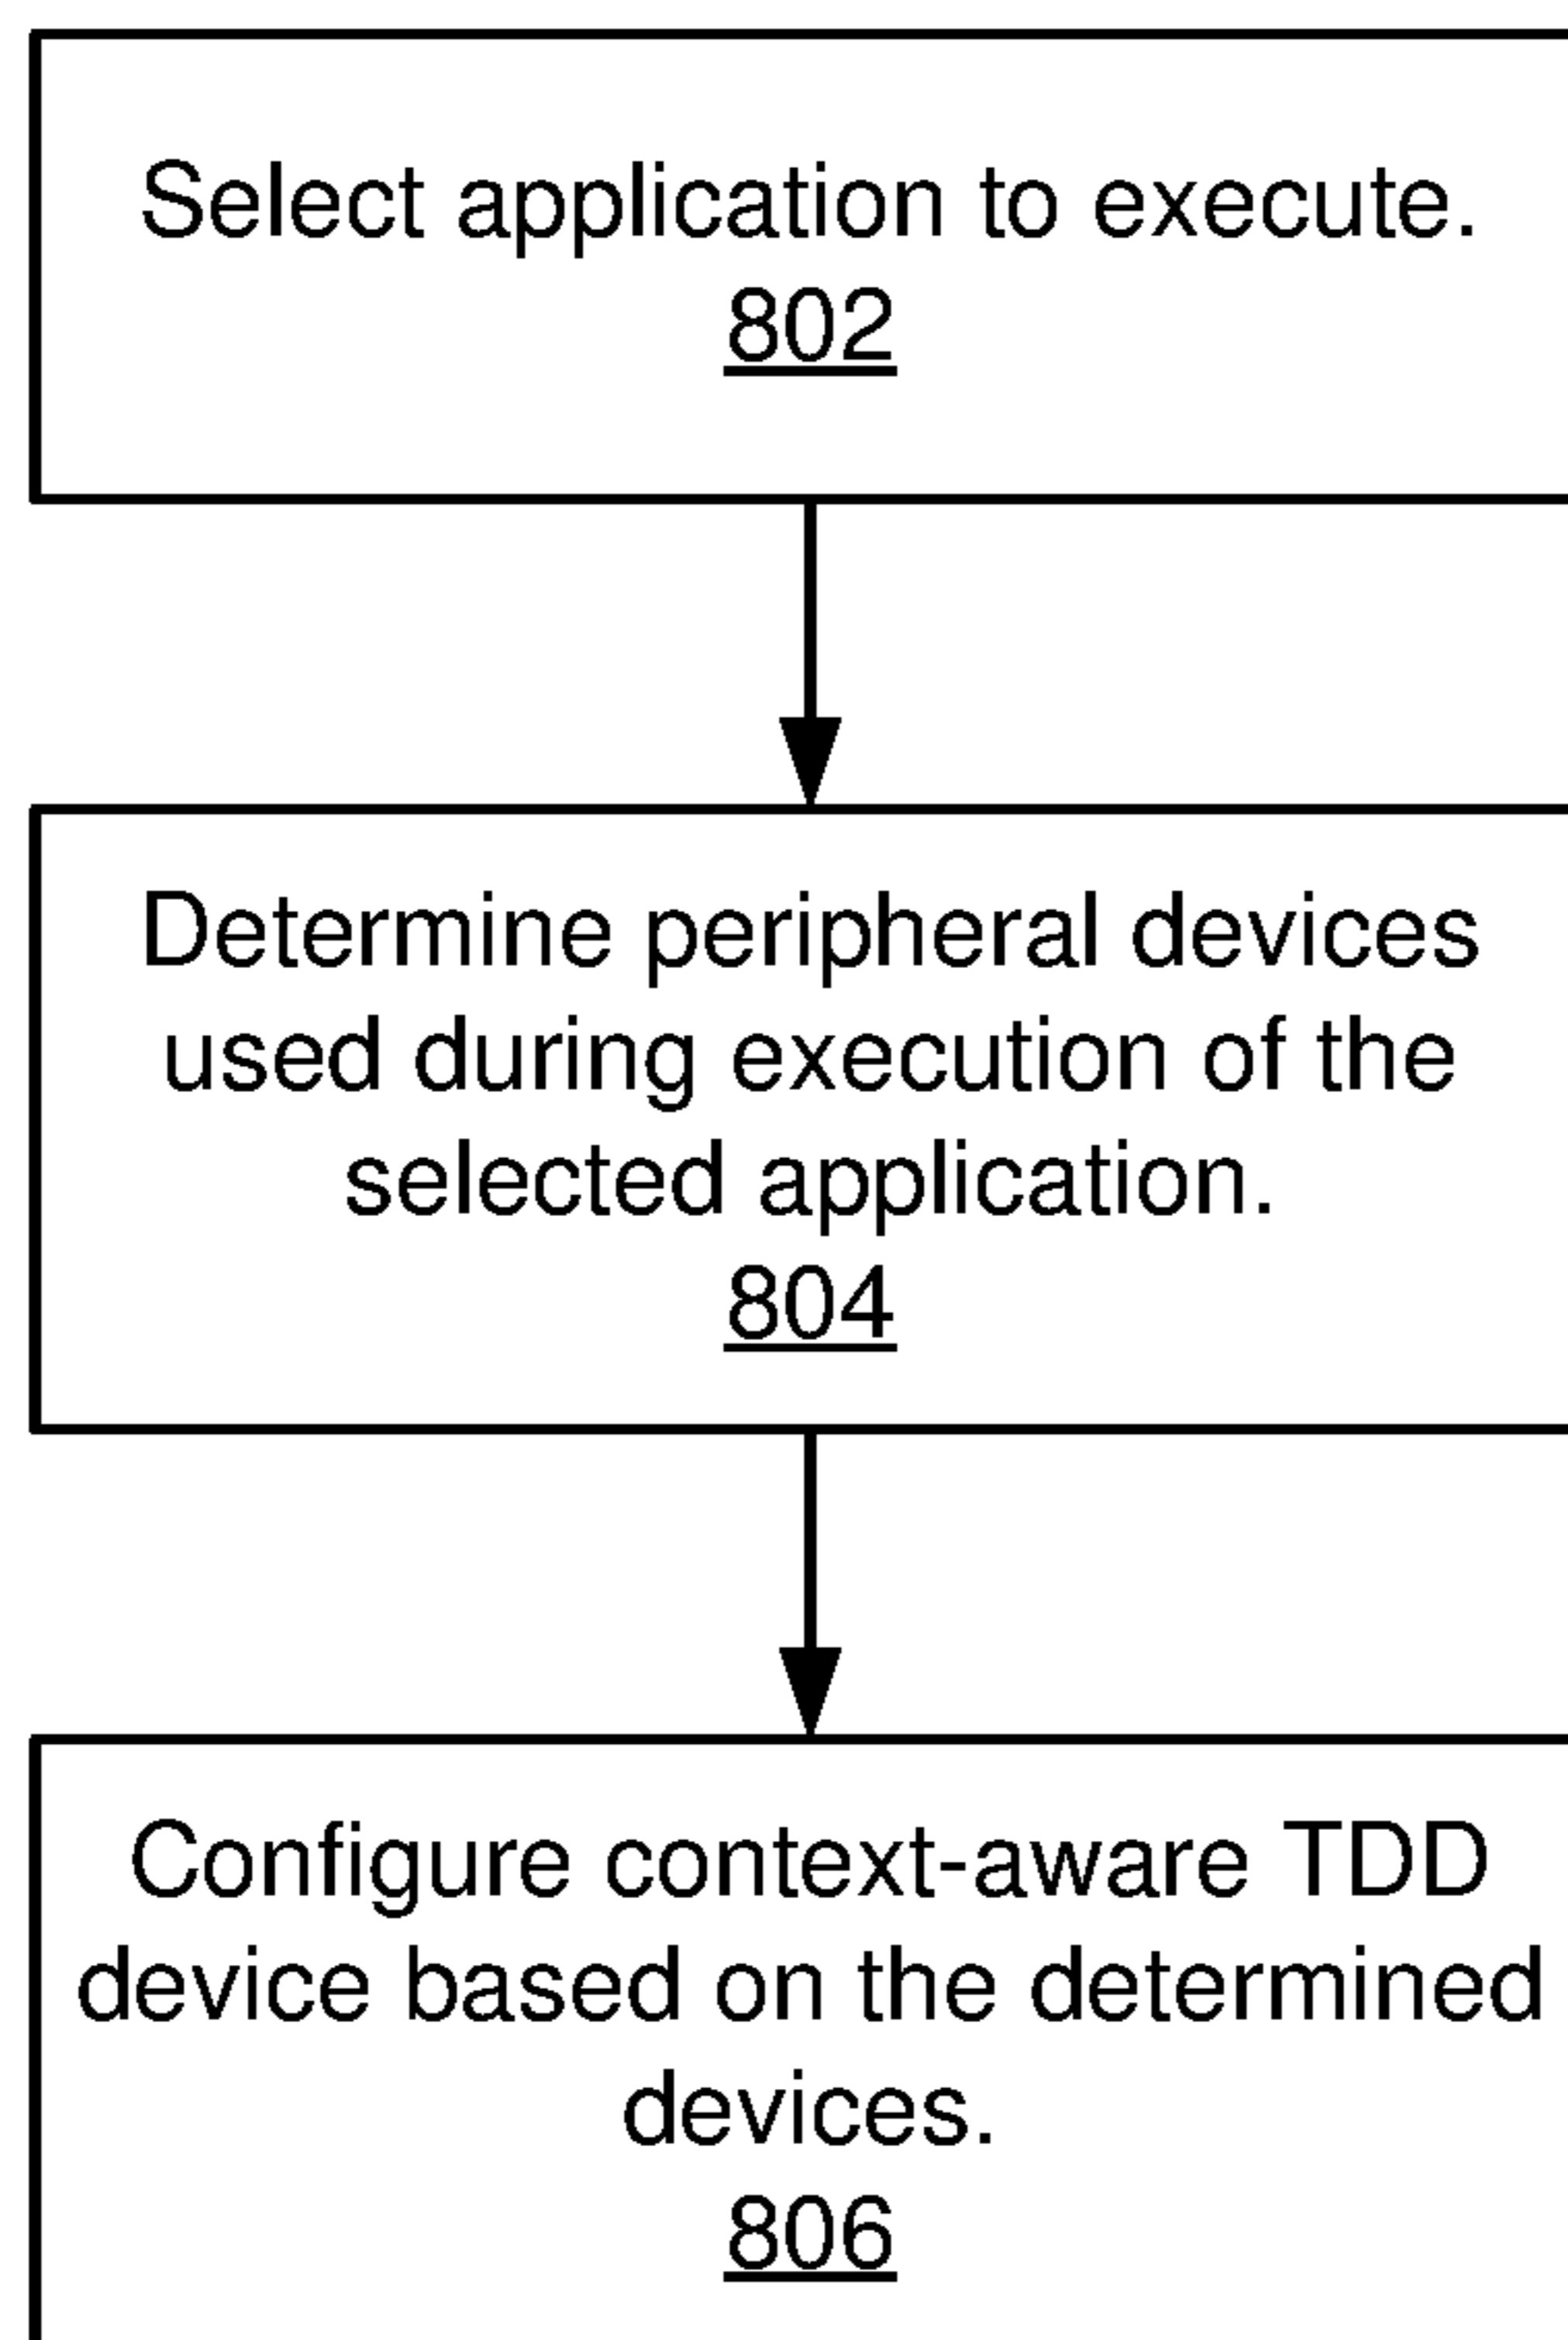 Select application to execute.
802
Determine peripheral devices
used during execution of the
selected application.
804
Configure context-aware TDD
device based on the determined
devices.
806